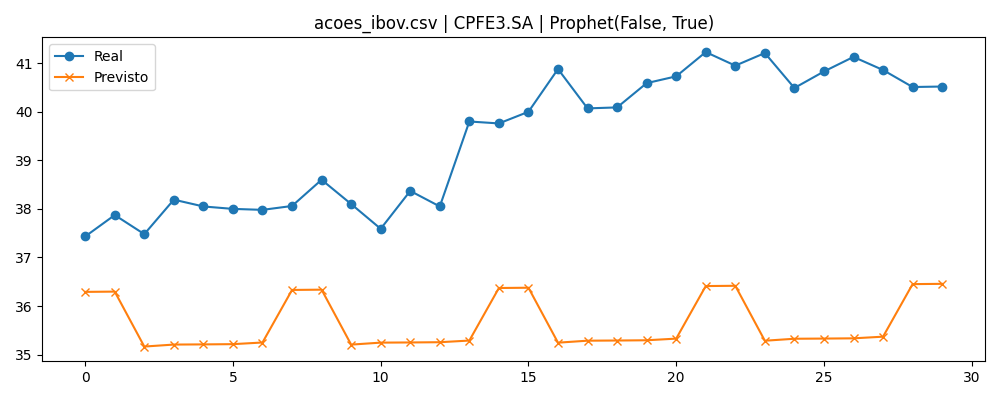 acoes_ibov.csv | CPFE3.SA | Prophet(False, True)
Real
Previsto
41
40
39
38
37
36
35
0 5 10 15 20 25 30